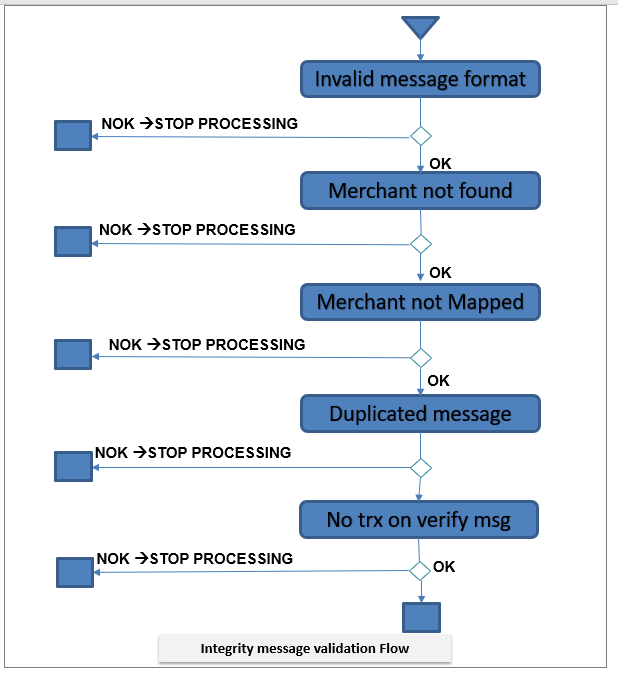 Invalid message format
NOK →STOP PROCESSING
OK
Merchant not found
NOK →STOP PROCESSING
OK
Merchant not Mapped
NOK →STOP PROCESSING
OK
Duplicated message
NOK →STOP PROCESSING
No trx on verify msg
NOK →STOP PROCESSING
OK
Integrity message validation Flow